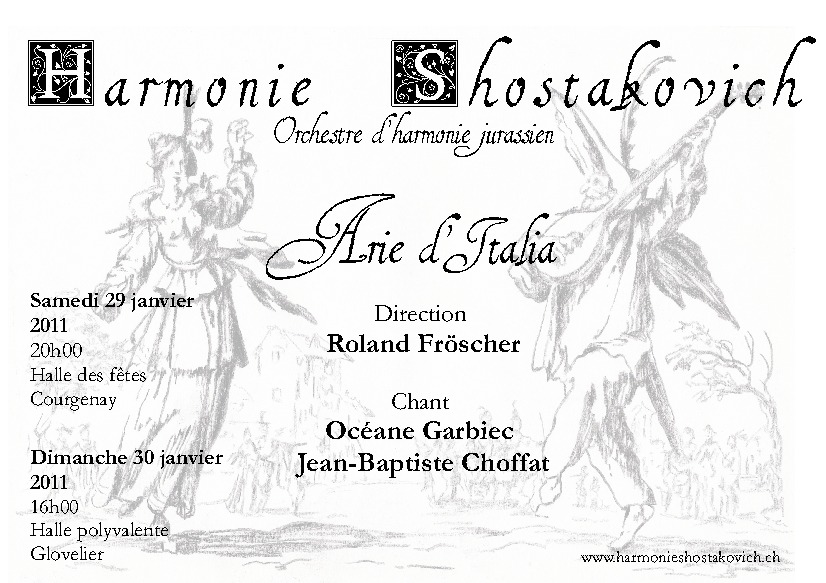 Harmonie Shostakovich
Orchestre d'harmonie jurassien
Arie d'Italia
Samedi 29 janvier
2011
20h00
Halle des fêtes
Courgenay
Dimanche 30 janvier
2011
16h00
Halle polyvalente
Glovelier
Direction
Roland Fröscher
Chant
Océane Garbiec
Jean-Baptiste Choffat
www.harmonieshostakovich.ch